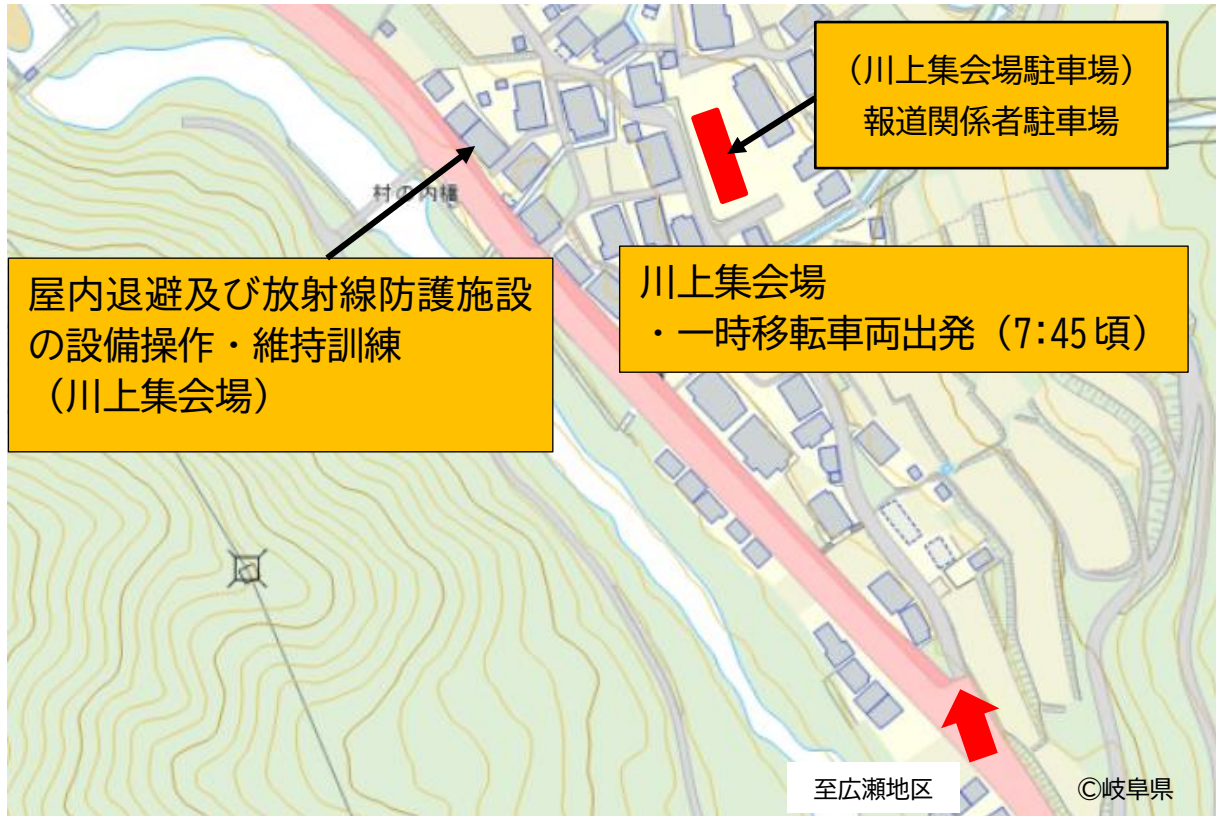 （川上集会場駐車場）
報道関係者駐車場
村の内橋
屋内退避及び放射線防護施設
の設備操作・維持訓練
（川上集会場）
川上集会場
・一時移転車両出発（7:45頃）
至広瀬地区
©岐阜県